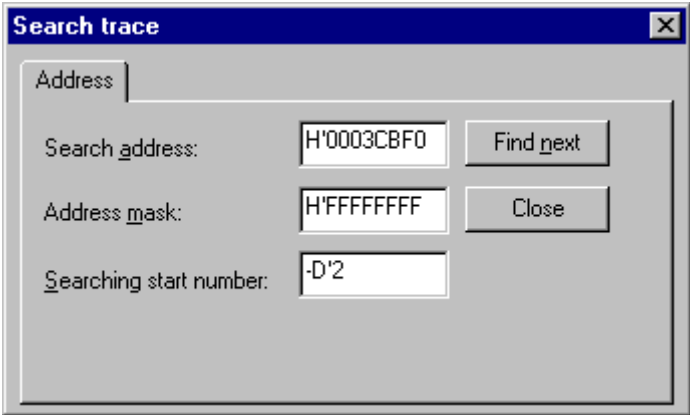 Search trace
Address
Search address: H'0003CBF0 Find next
Address mask: H'FFFFFFFF Close
Searching start number: -D'2